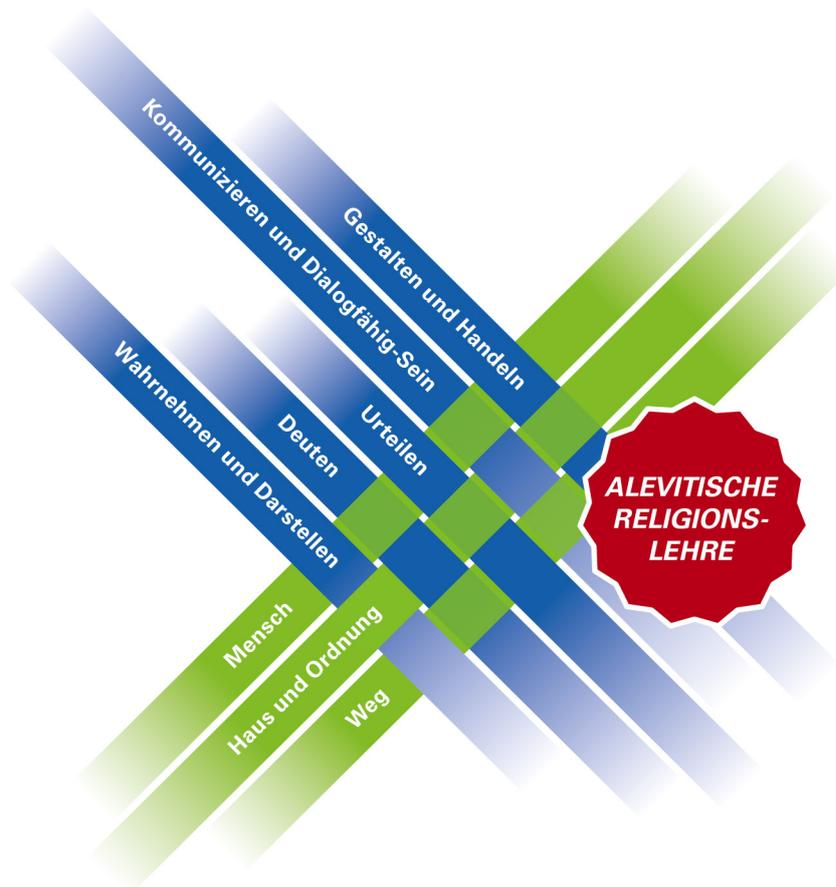 Kommunizieren und Dialogfähig-Sein
Gestalten und Handeln
Wahrnehmen und Darstellen
Deuten
Urteilen
ALEVITISCHE
RELIGIONS-
LEHRE
Mensch
Haus und Ordnung
Weg